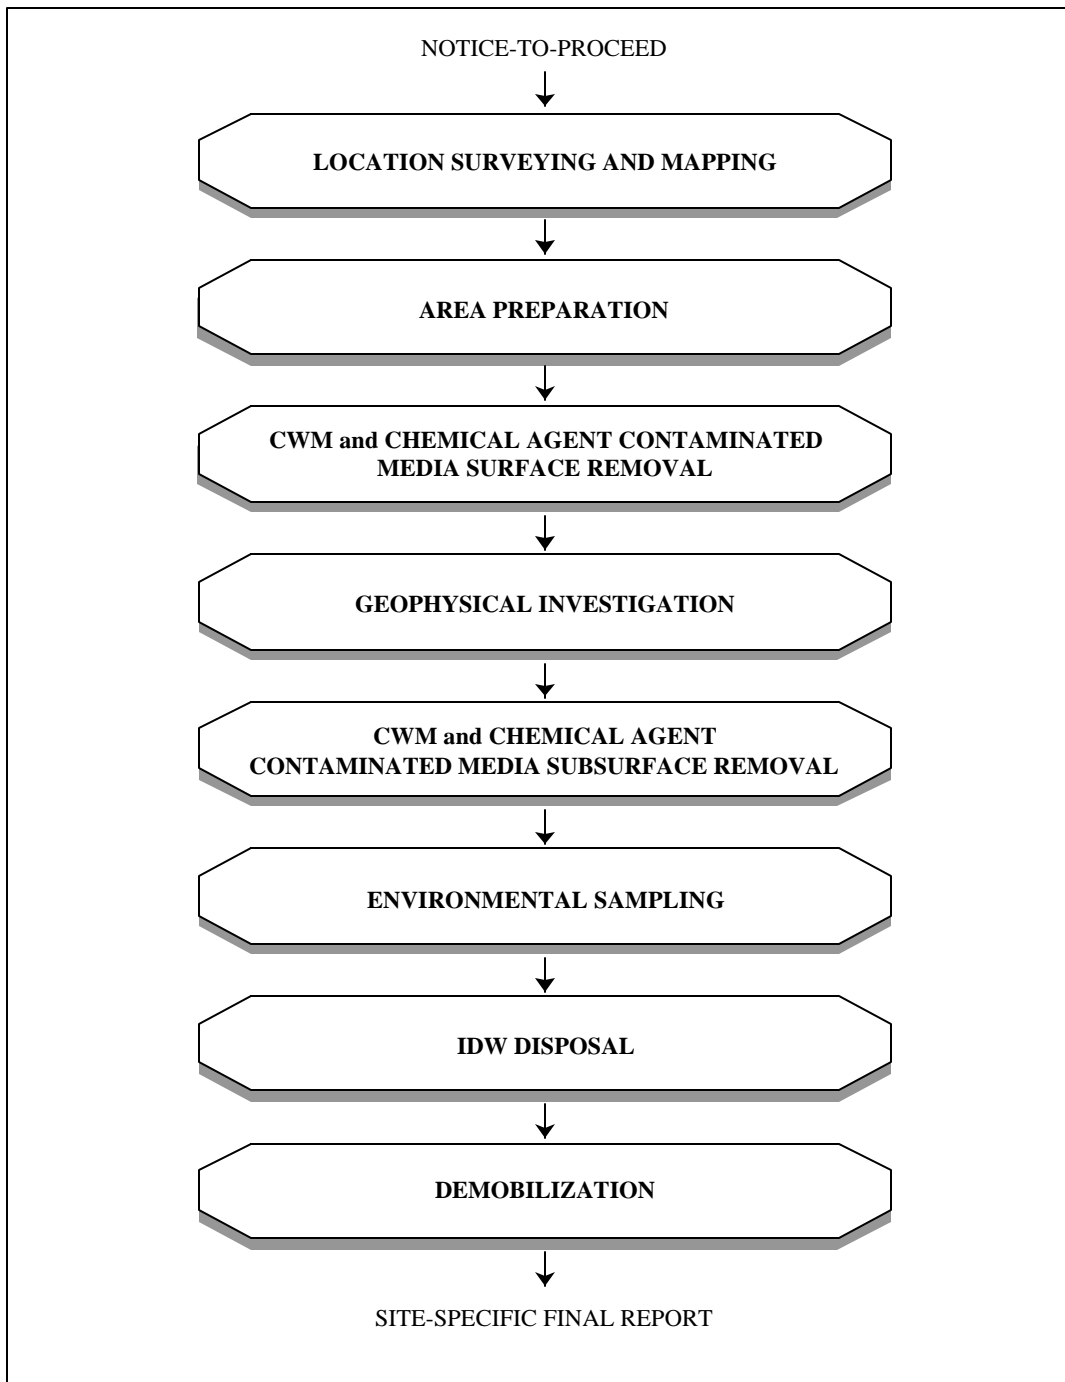 NOTICE-TO-PROCEED
LOCATION SURVEYING AND MAPPING
AREA PREPARATION
CWM and CHEMICAL AGENT CONTAMINATED
MEDIA SURFACE REMOVAL
GEOPHYSICAL INVESTIGATION
CWM and CHEMICAL AGENT
CONTAMINATED MEDIA SUBSURFACE REMOVAL
ENVIRONMENTAL SAMPLING
IDW DISPOSAL
DEMOBILIZATION
SITE-SPECIFIC FINAL REPORT